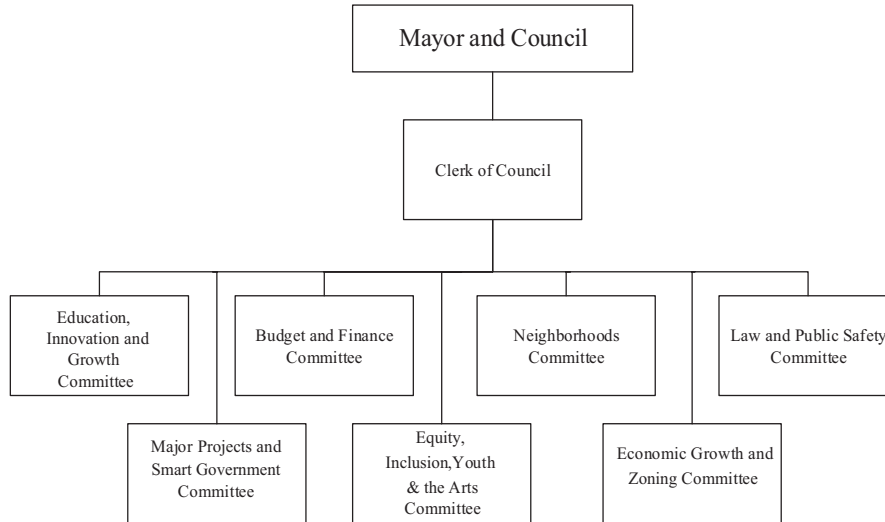 Mayor and Council
Clerk of Council
Education,
Innovation and
Growth
Committee
Budget and Finance
Committee
Neighborhoods
Committee
Law and Public Safety
Committee
Major Projects and
Smart Government
Committee
Equity,
Inclusion,Youth
& the Arts
Committee
Economic Growth and
Zoning Committee